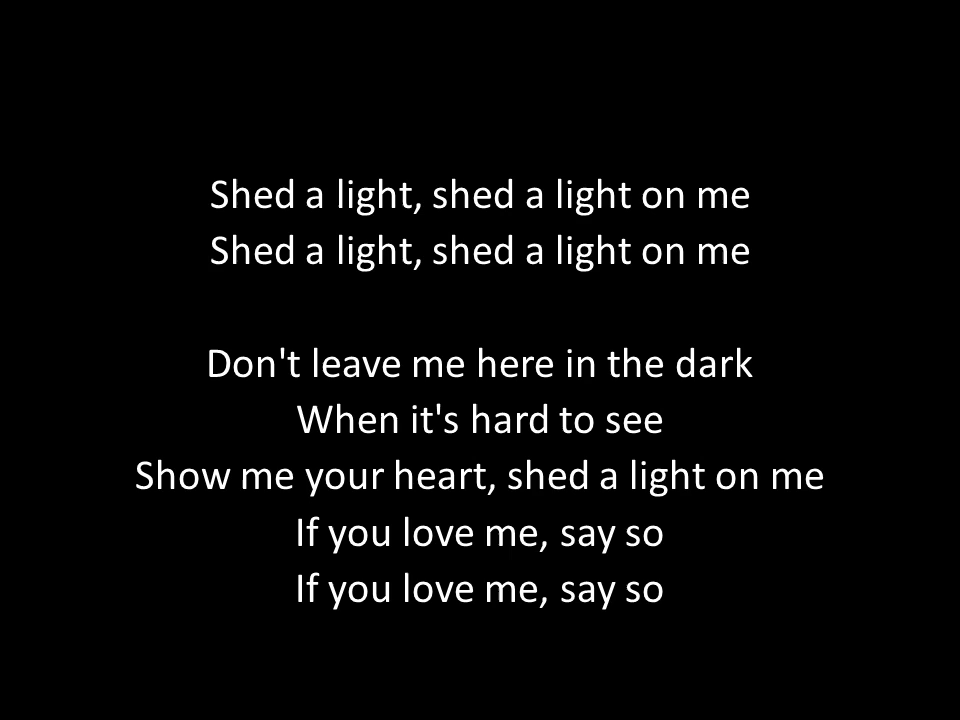 Shed a light, shed a light on me
Shed a light, shed a light on me
Don't leave me here in the dark
When it's hard to see
Show me your heart, shed a light on me
If you love me, say so
If you love me, say so